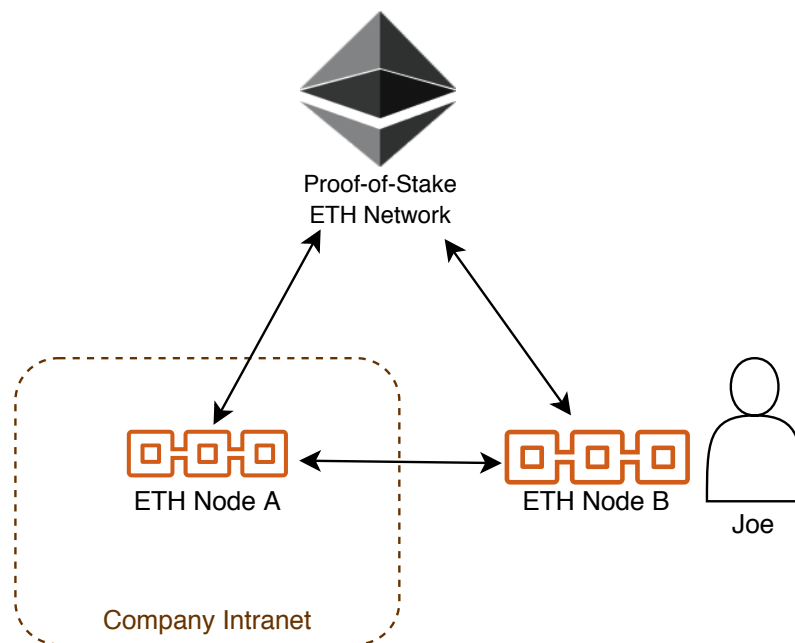 Proof-of-Stake
ETH Network
ETH Node A
ETH Node B
Joe
Company Intranet